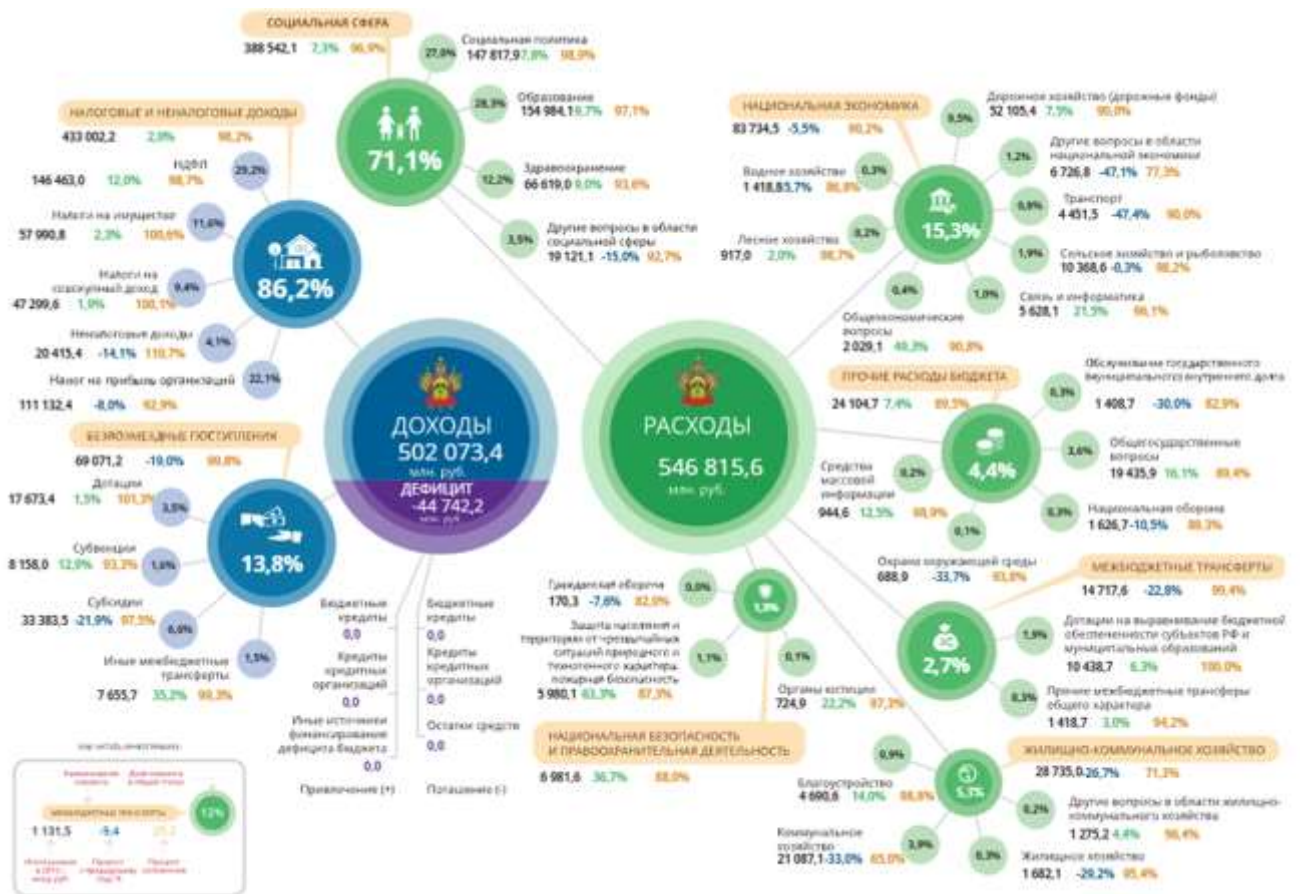 СОЦИАЛЬНАЯ СФЕРА
388 542,1 7,3% 96,9%
71,1%
27,0%
Социальная политика
147 817,9 7,8% 98,9%
28,3%
Образование
154 984,1 9,7% 97,1%
12,2%
Здравоохранение
66 619,0 9,0% 93,6%
3,5%
Другие вопросы в области
социальной сферы
19 121,1 -15,0% 92,7%
НАЛОГОВЫЕ И НЕНАЛОГОВЫЕ ДОХОДЫ
433 002,2 2,9% 98,2%
86,2%
НДФЛ
146 463,0 12,0% 98,7%
29,2%
Налоги на имущество
57 990,8 2,3% 100,6%
11,6%
Налоги на
совокупный доход
47 299,6 1,9% 100,1%
9,4%
Неналоговые доходы
20 415,4 -14,1% 110,7%
4,1%
Налог на прибыль организаций
111 132,4 -8,0% 92,9%
22,1%
БЕЗВОЗМЕЗДНЫЕ ПОСТУПЛЕНИЯ
69 071,2 -19,0% 99,8%
13,8%
Дотации
17 673,4 1,5% 101,3%
3,5%
Субвенции
8 158,0 12,9% 93,3%
1,6%
Субсидии
33 383,5 -21,9% 97,5%
6,6%
Иные межбюджетные
трансферты
7 655,7 35,2% 99,3%
1,5%
ДОХОДЫ
502 073,4
млн. руб.
ДЕФИЦИТ
-44 742,2
млн. руб.
РАСХОДЫ
546 815,6
млн. руб.
НАЦИОНАЛЬНАЯ ЭКОНОМИКА
83 734,5 -5,5% 90,2%
15,3%
9,5%
Дорожное хозяйство (дорожные фонды)
52 105,4 7,5% 90,0%
1,2%
Другие вопросы в области
национальной экономики
6 726,8 -47,1% 77,3%
0,8%
Транспорт
4 451,5 -47,4% 90,0%
1,9%
Сельское хозяйство и рыболовство
10 368,6 -0,3% 98,2%
1,0%
Связь и информатика
5 628,1 21,5% 96,1%
0,3%
Водное хозяйство
1 418,8 5,7% 86,8%
0,2%
Лесное хозяйство
917,0 2,0% 98,7%
0,4%
Общеэкономические
вопросы
2 029,1 40,3% 90,8%
ПРОЧИЕ РАСХОДЫ БЮДЖЕТА
24 104,7 7,4% 89,5%
4,4%
0,3%
Обслуживание государственного
(муниципального) внутреннего долга
1 408,7 -30,0% 82,9%
3,6%
Общегосударственные
вопросы
19 435,9 16,1% 89,4%
0,3%
Национальная оборона
1 626,7 -10,5% 88,3%
0,2%
Средства
массовой
информации
944,6 12,5% 98,9%
0,1%
Охрана окружающей среды
688,9 -33,7% 93,8%
МЕЖБЮДЖЕТНЫЕ ТРАНСФЕРТЫ
14 717,6 -22,8% 99,4%
2,7%
1,9%
Дотации на выравнивание бюджетной
обеспеченности субъектов РФ и
муниципальных образований
10 438,7 6,3% 100,0%
0,3%
Прочие межбюджетные трансферы
общего характера
1 418,7 3,0% 94,2%
Гражданская оборона
170,3 -7,6% 82,9%
0,0%
1,3%
Защита населения и
территории от чрезвычайных
ситуаций природного и
техногенного характера,
пожарная безопасность
5 980,1 63,3% 87,3%
1,1%
0,1%
Органы юстиции
724,9 22,2% 97,3%
НАЦИОНАЛЬНАЯ БЕЗОПАСНОСТЬ
И ПРАВООХРАНИТЕЛЬНАЯ ДЕЯТЕЛЬНОСТЬ
6 981,6 36,7% 88,0%
ЖИЛИЩНО-КОММУНАЛЬНОЕ ХОЗЯЙСТВО
28 735,0 -26,7% 71,3%
5,3%
0,9%
Благоустройство
4 690,6 14,0% 98,8%
0,2%
Другие вопросы в области жилищно-
коммунального хозяйства
1 275,2 4,4% 96,4%
Коммунальное
хозяйство
21 087,1 -33,0% 65,0%
3,9%
0,3%
Жилищное хозяйство
1 682,1 -29,2% 95,4%
Бюджетные
кредиты
0,0
Кредиты
кредитных
организаций
0,0
Иные источники
финансирования
дефицита бюджета
0,0
Привлечение (+)
Бюджетные
кредиты
0,0
Кредиты
кредитных
организаций
0,0
Остатки средств
0,0
Погашение (-)
МЕЖБЮДЖЕТНЫЕ ТРАНСФЕРТЫ
1 131,5 -9,4
13%